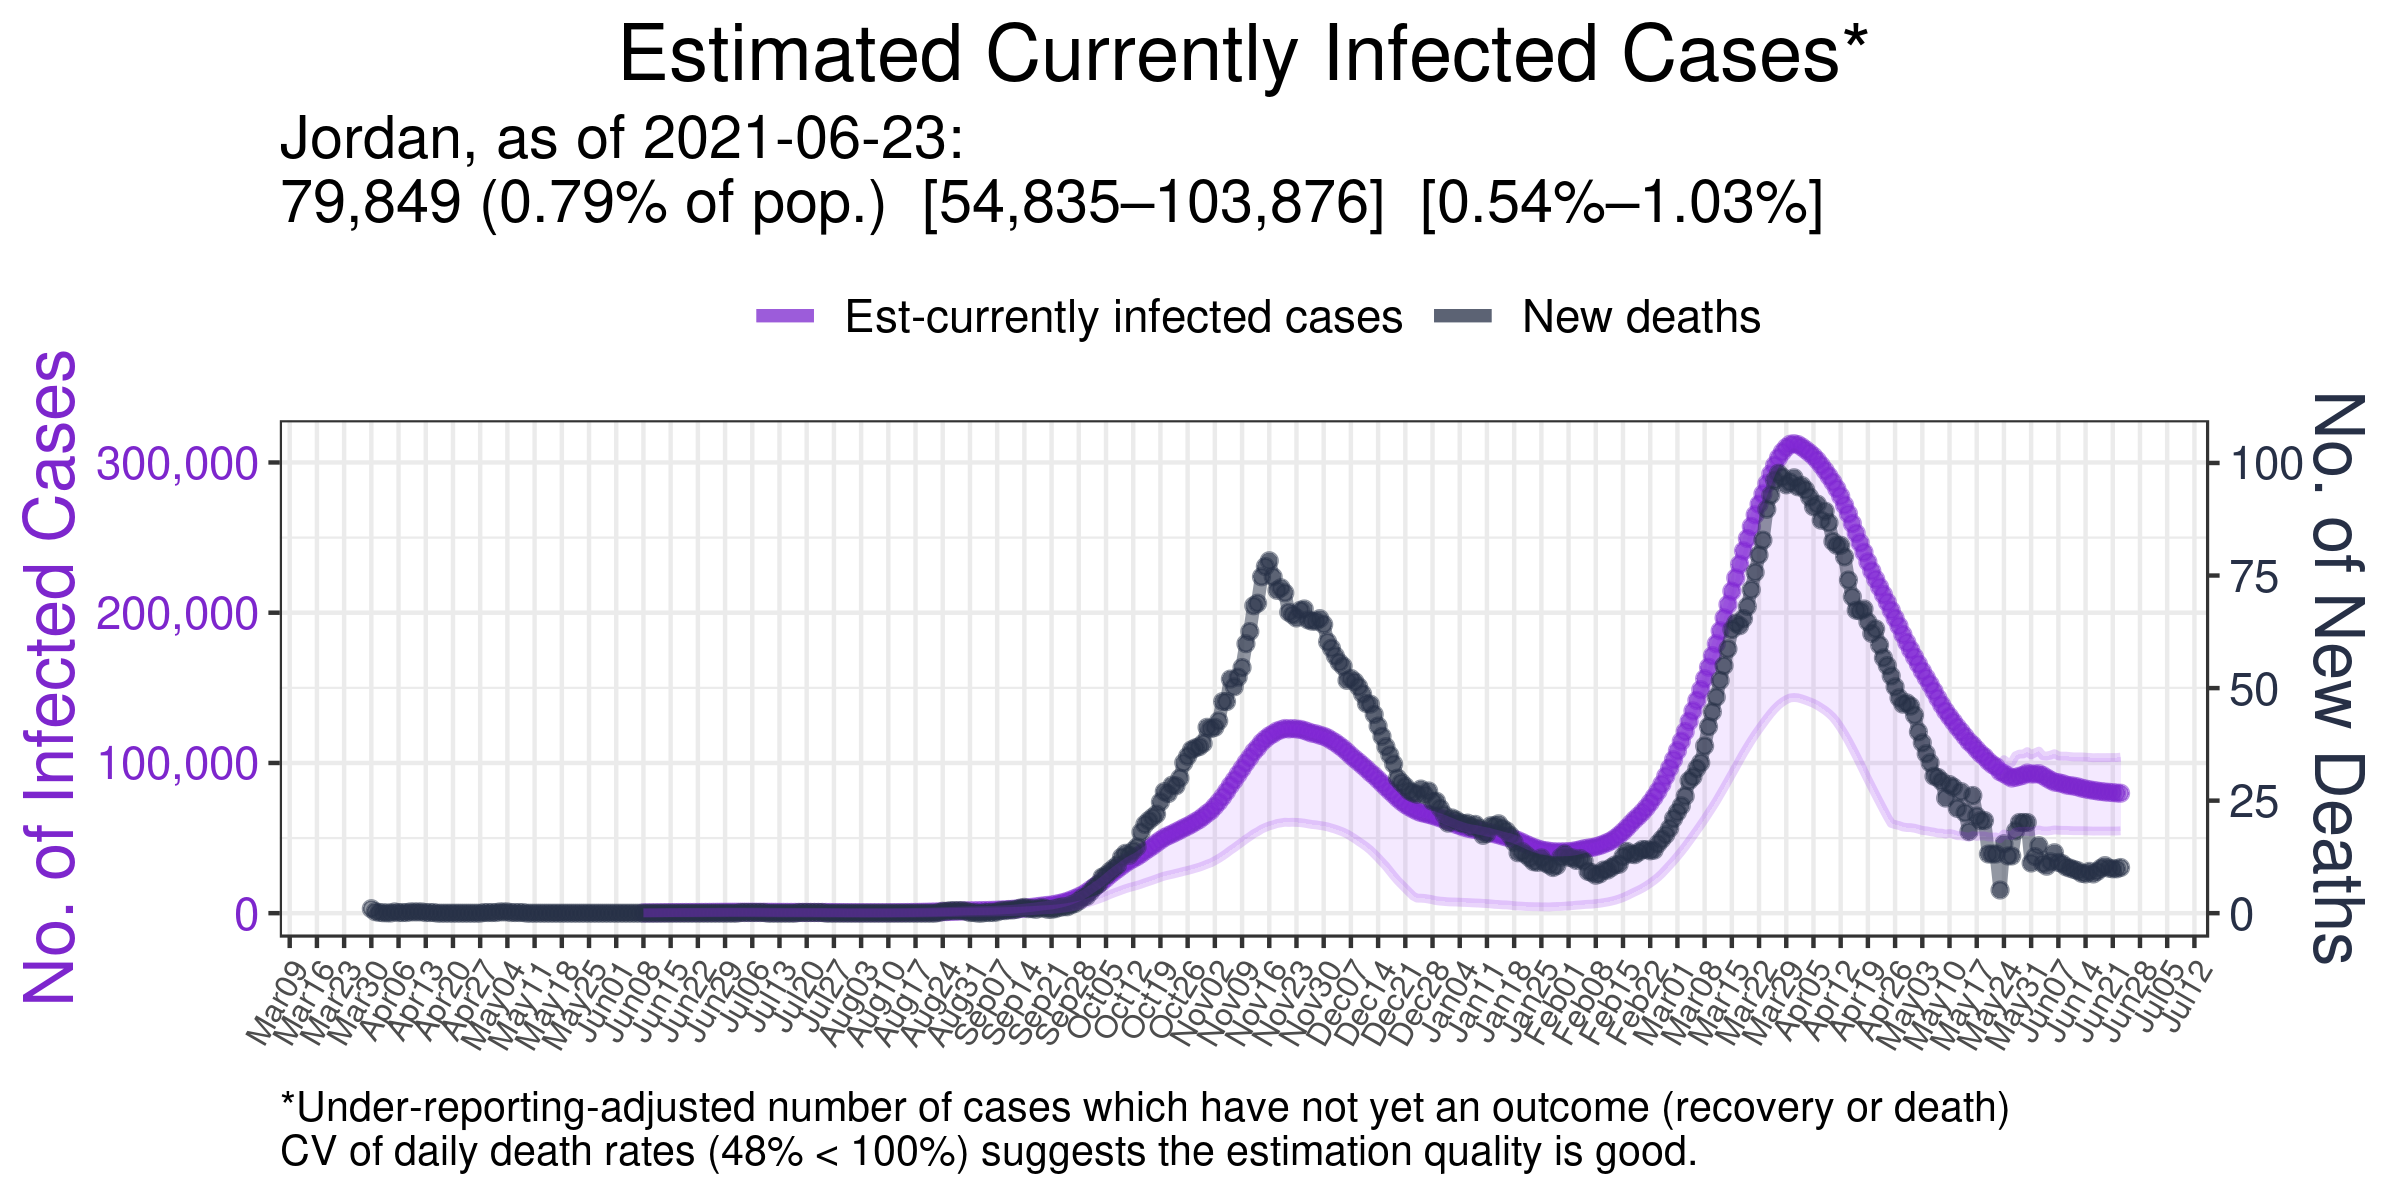 Estimated Currently Infected Cases*
Jordan, as of 2021-06-23:
79,849 (0.79% of pop.) [54,835–103,876] [0.54%–1.03%]
Est-currently infected cases
New deaths
No. of Infected Cases
300,000
200,000
100,000
0
100
75
50
25
0
No. of New Deaths
Mar09
Mar16
Mar23
Mar30
Apr06
Apr13
Apr20
Apr27
May04
May11
May18
May25
Jun01
Jun08
Jun15
Jun22
Jun29
Jul06
Jul13
Jul20
Jul27
Aug03
Aug10
Aug17
Aug24
Aug31
Sep07
Sep14
Sep21
Sep28
Oct05
Oct12
Oct19
Oct26
Nov02
Nov09
Nov16
Nov23
Nov30
Dec07
Dec14
Dec21
Dec28
Jan04
Jan11
Jan18
Jan25
Feb01
Feb08
Feb15
Feb22
Mar01
Mar08
Mar15
Mar22
Mar29
Apr05
Apr12
Apr19
Apr26
May03
May10
May17
May24
May31
Jun07
Jun14
Jun21
Jun28
Jul05
Jul12
*Under-reporting-adjusted number of cases which have not yet an outcome (recovery or death)
CV of daily death rates (48% < 100%) suggests the estimation quality is good.